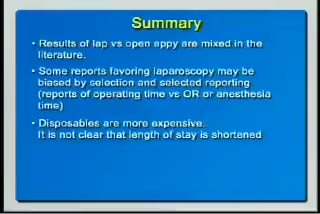 Summary
• Results of lap vs open appy are mixed in the
literature.
• Some reports favoring laparoscopy may be
biased by selection and selected reporting
(reports of operating time vs OR or anesthesia
time)
• Disposables are more expensive.
It is not clear that length of stay is shortened